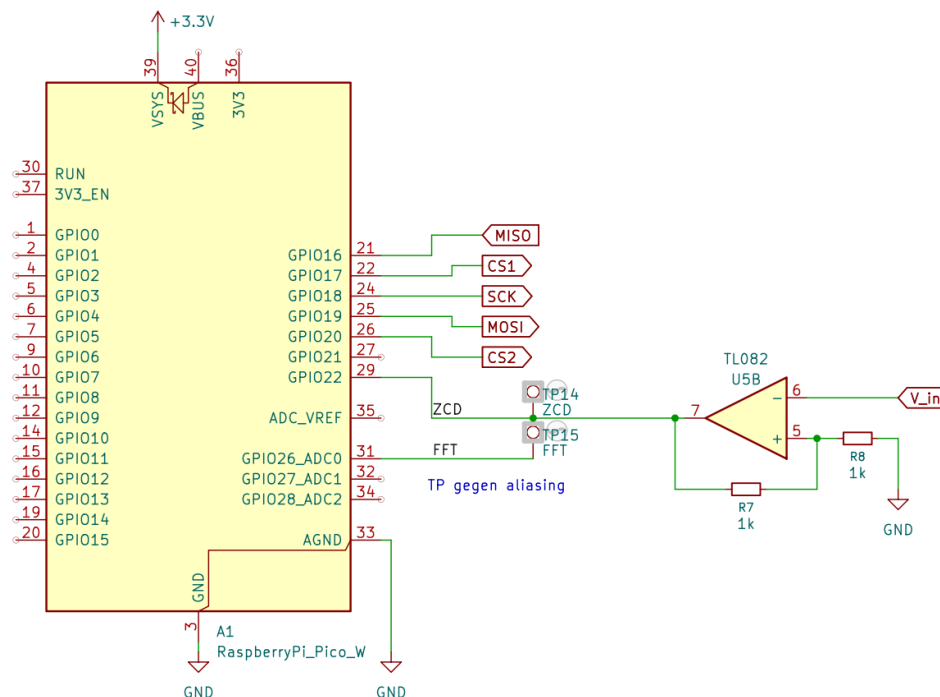 +3.3V
39
40
36
VSYS
VBUS
3V3
30
RUN
37
3V3_EN
1
GPIO0
2
GPIO1
4
GPIO2
5
GPIO3
6
GPIO4
7
GPIO5
9
GPIO6
10
GPIO7
11
GPIO8
12
GPIO9
14
GPIO10
15
GPIO11
16
GPIO12
17
GPIO13
19
GPIO14
20
GPIO15
GPIO16
21
GPIO17
22
GPIO18
24
GPIO19
25
GPIO20
26
GPIO21
27
GPIO22
29
ADC_VREF
35
GPIO26_ADC0
31
GPIO27_ADC1
32
GPIO28_ADC2
34
AGND
33
GND
3
A1
RaspberryPi_Pico_W
GND
GND
MISO
CS1
SCK
MOSI
CS2
ZCD
FFT
TP14
ZCD
TP15
FFT
TP gegen aliasing
TL082
U5B
7
6
5
-
+
V_in
R8
1k
R7
1k
GND